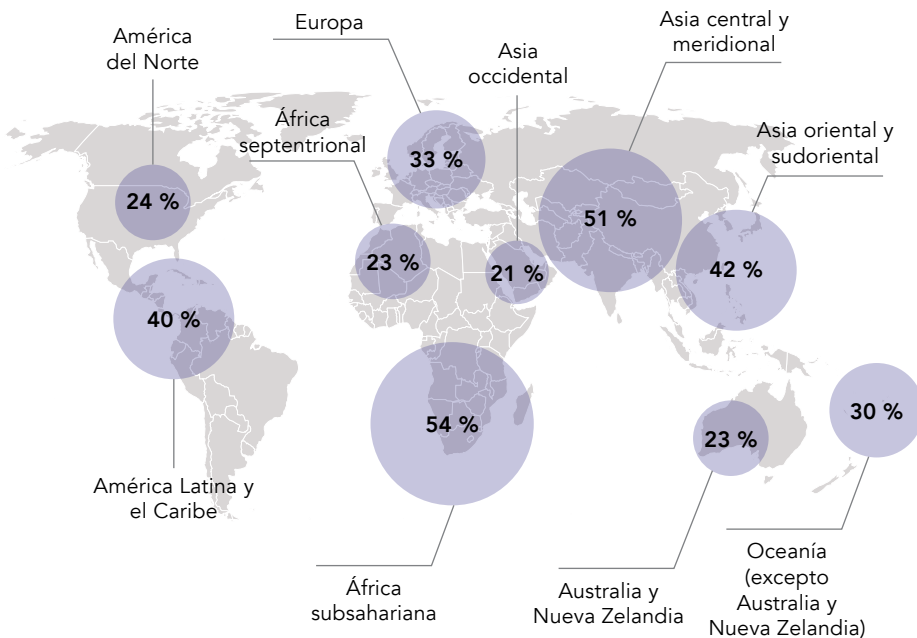 América
del Norte
Europa
Asia
occidental
Asia central y
meridional
África
septentrional
Asia oriental y
sudoriental
33 %
24 %
51 %
23 %
21 %
42 %
40 %
54 %
23 %
30 %
América Latina y
el Caribe
África
subsahariana
Australia y
Nueva Zelandia
Oceanía
(excepto
Australia y
Nueva Zelandia)